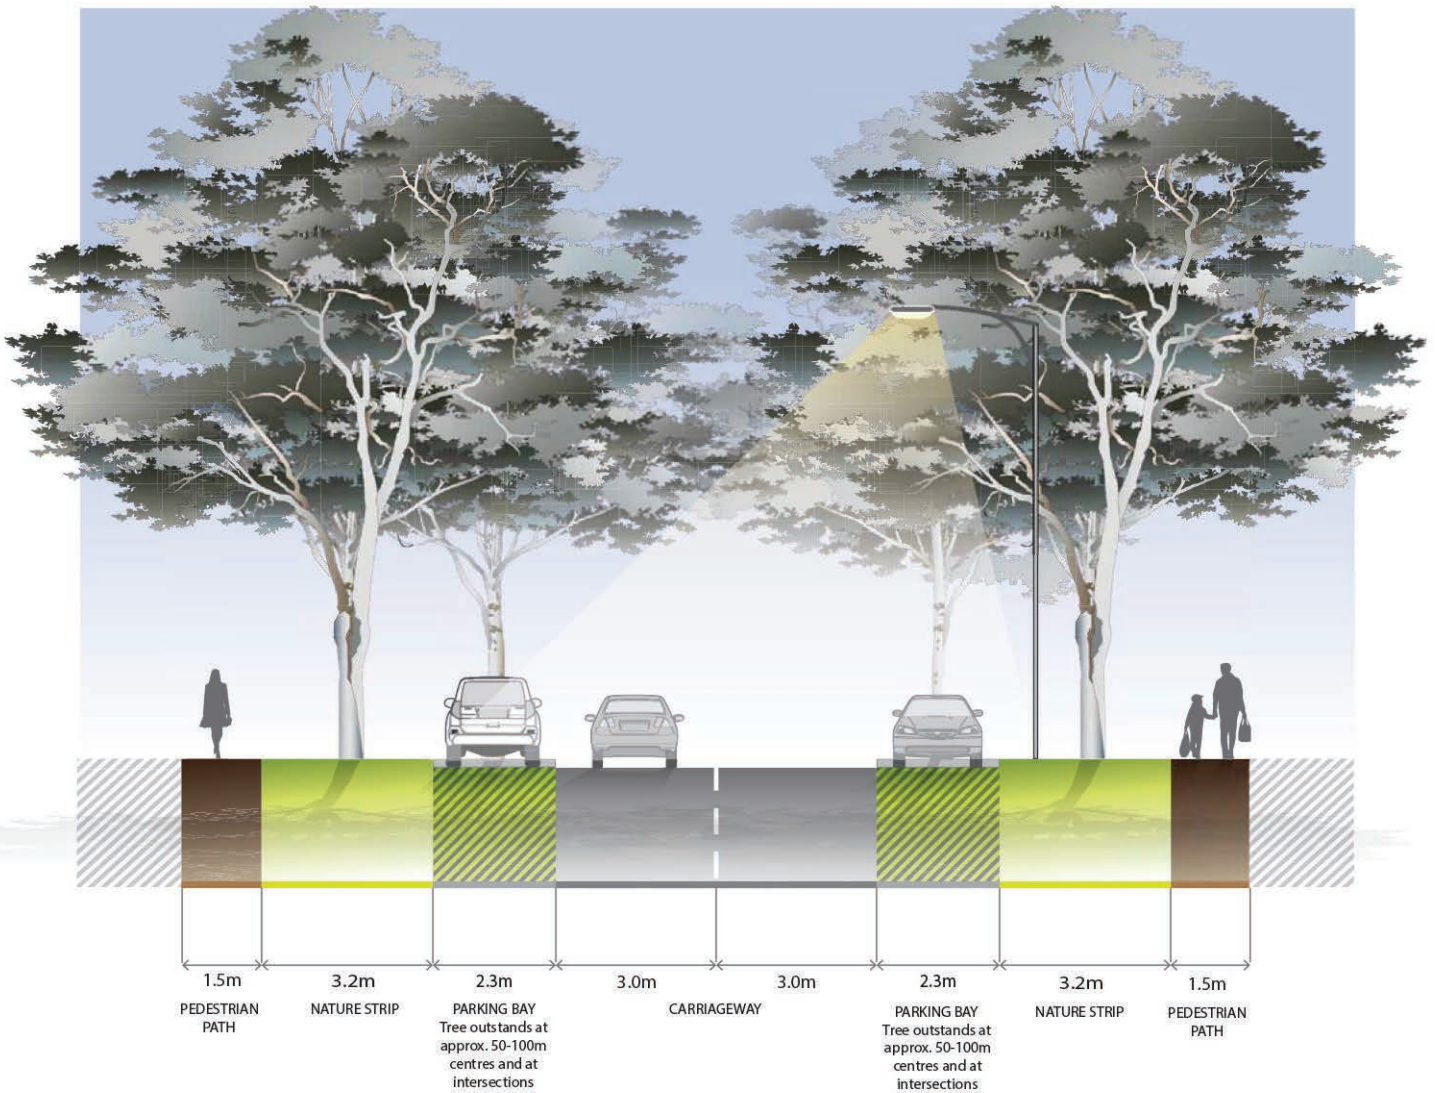 1.5m
3.2m
2.3m
3.0m
3.0m
2.3m
3.2m
1.5m
PEDESTRIAN
PATH
NATURE STRIP
PARKING BAY
Tree outstands at
approx. 50-100m
centres and at
intersections
CARRIAGEWAY
PARKING BAY
Tree outstands at
approx. 50-100m
centres and at
intersections
NATURE STRIP
PEDESTRIAN
PATH